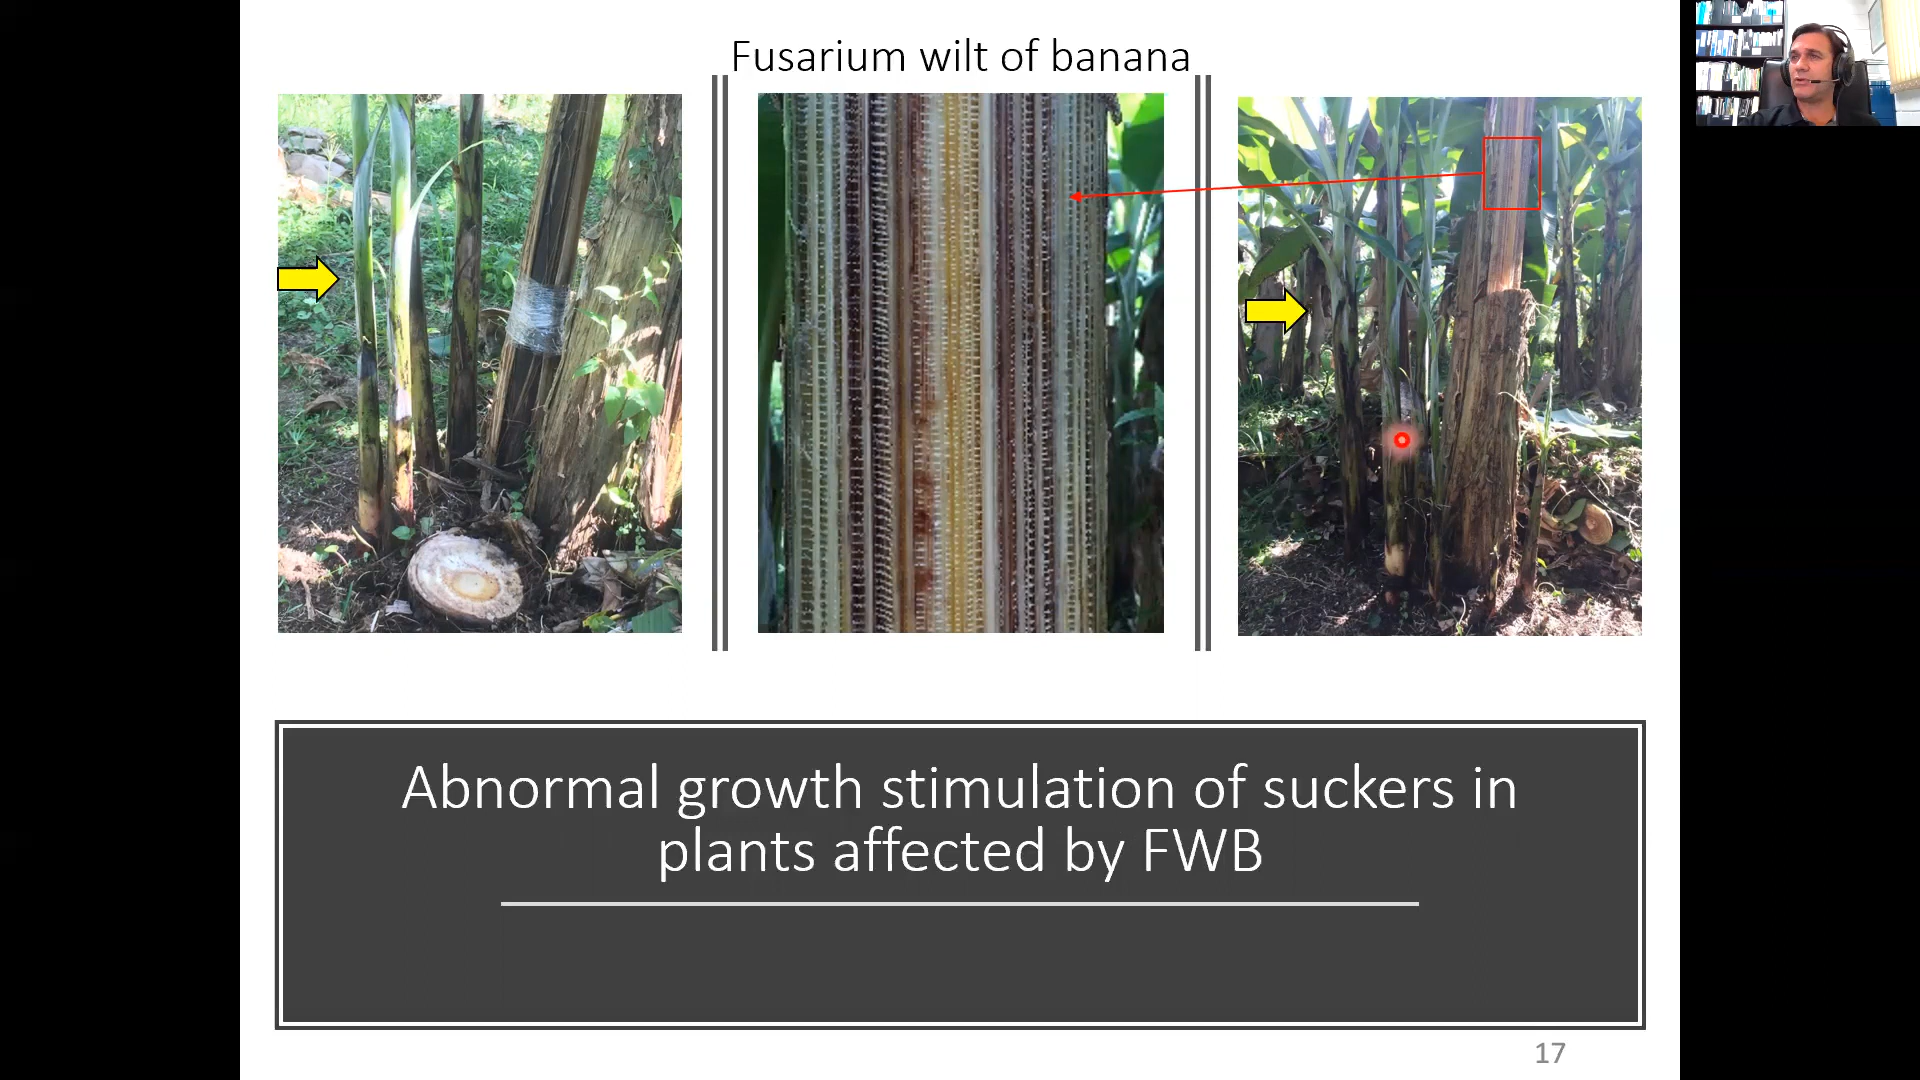 Fusarium wilt of banana
Abnormal growth stimulation of suckers in
plants affected by FWB
17